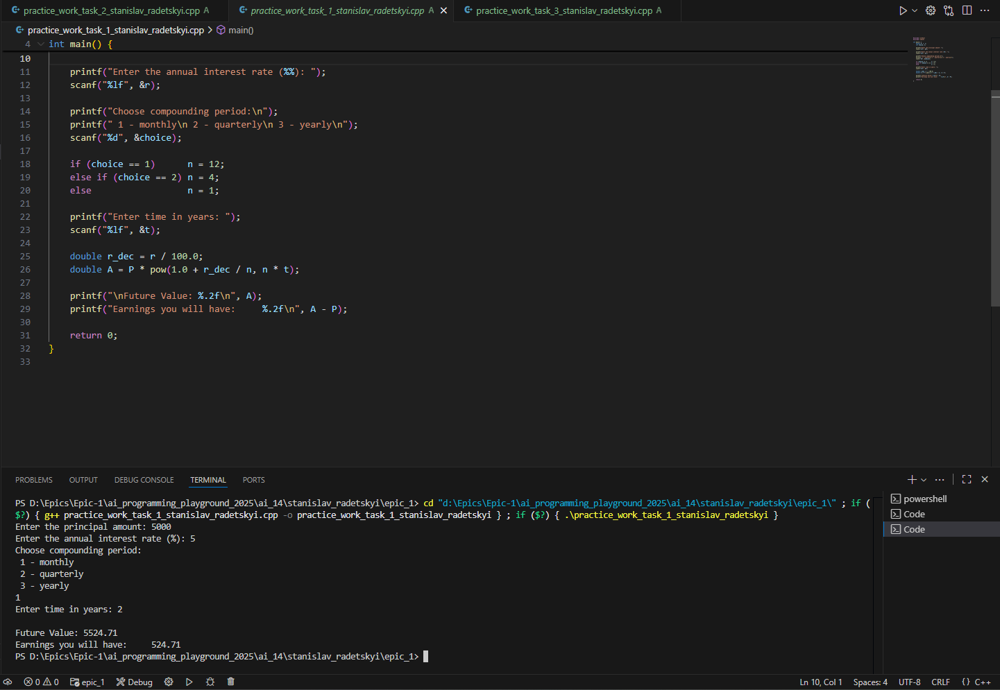 practice_work_task_2_stanislav_radetskyi.cpp A practice_work_task_1_stanislav_radetskyi.cpp A practice_work_task_3_stanislav_radetskyi.cpp A
practice_work_task_1_stanislav_radetskyi.cpp > main()
4 int main() {
10
11 printf("Enter the annual interest rate (%%): ");
12 scanf("%lf", &r);
13
14 printf("Choose compounding period:\n");
15 printf(" 1 - monthly\n 2 - quarterly\n 3 - yearly\n");
16 scanf("%d", &choice);
17
18 if (choice == 1)      n = 12;
19 else if (choice == 2) n = 4;
20 else                  n = 1;
21
22 printf("Enter time in years: ");
23 scanf("%lf", &t);
24
25 double r_dec = r / 100.0;
26 double A = P * pow(1.0 + r_dec / n, n * t);
27
28 printf("\nFuture Value: %.2f\n", A);
29 printf("Earnings you will have:     %.2f\n", A - P);
30
31 return 0;
32 }
33
PROBLEMS OUTPUT DEBUG CONSOLE TERMINAL PORTS
PS D:\Epics\Epic-1\ai_programming_playground_2025\ai_14\stanislav_radetskyi\epic_1> cd "d:\Epics\Epic-1\ai_programming_playground_2025\ai_14\stanislav_radetskyi\epic_1\" ; if (
$?) { g++ practice_work_task_1_stanislav_radetskyi.cpp -o practice_work_task_1_stanislav_radetskyi } ; if ($?) { .\practice_work_task_1_stanislav_radetskyi }
Enter the principal amount: 5000
Enter the annual interest rate (%): 5
Choose compounding period:
 1 - monthly
 2 - quarterly
 3 - yearly
1
Enter time in years: 2

Future Value: 5524.71
Earnings you will have:     524.71
PS D:\Epics\Epic-1\ai_programming_playground_2025\ai_14\stanislav_radetskyi\epic_1>
powershell
Code
Code
0 0 epic_1 Debug Ln 10, Col 1 Spaces: 4 UTF-8 CRLF {} C++